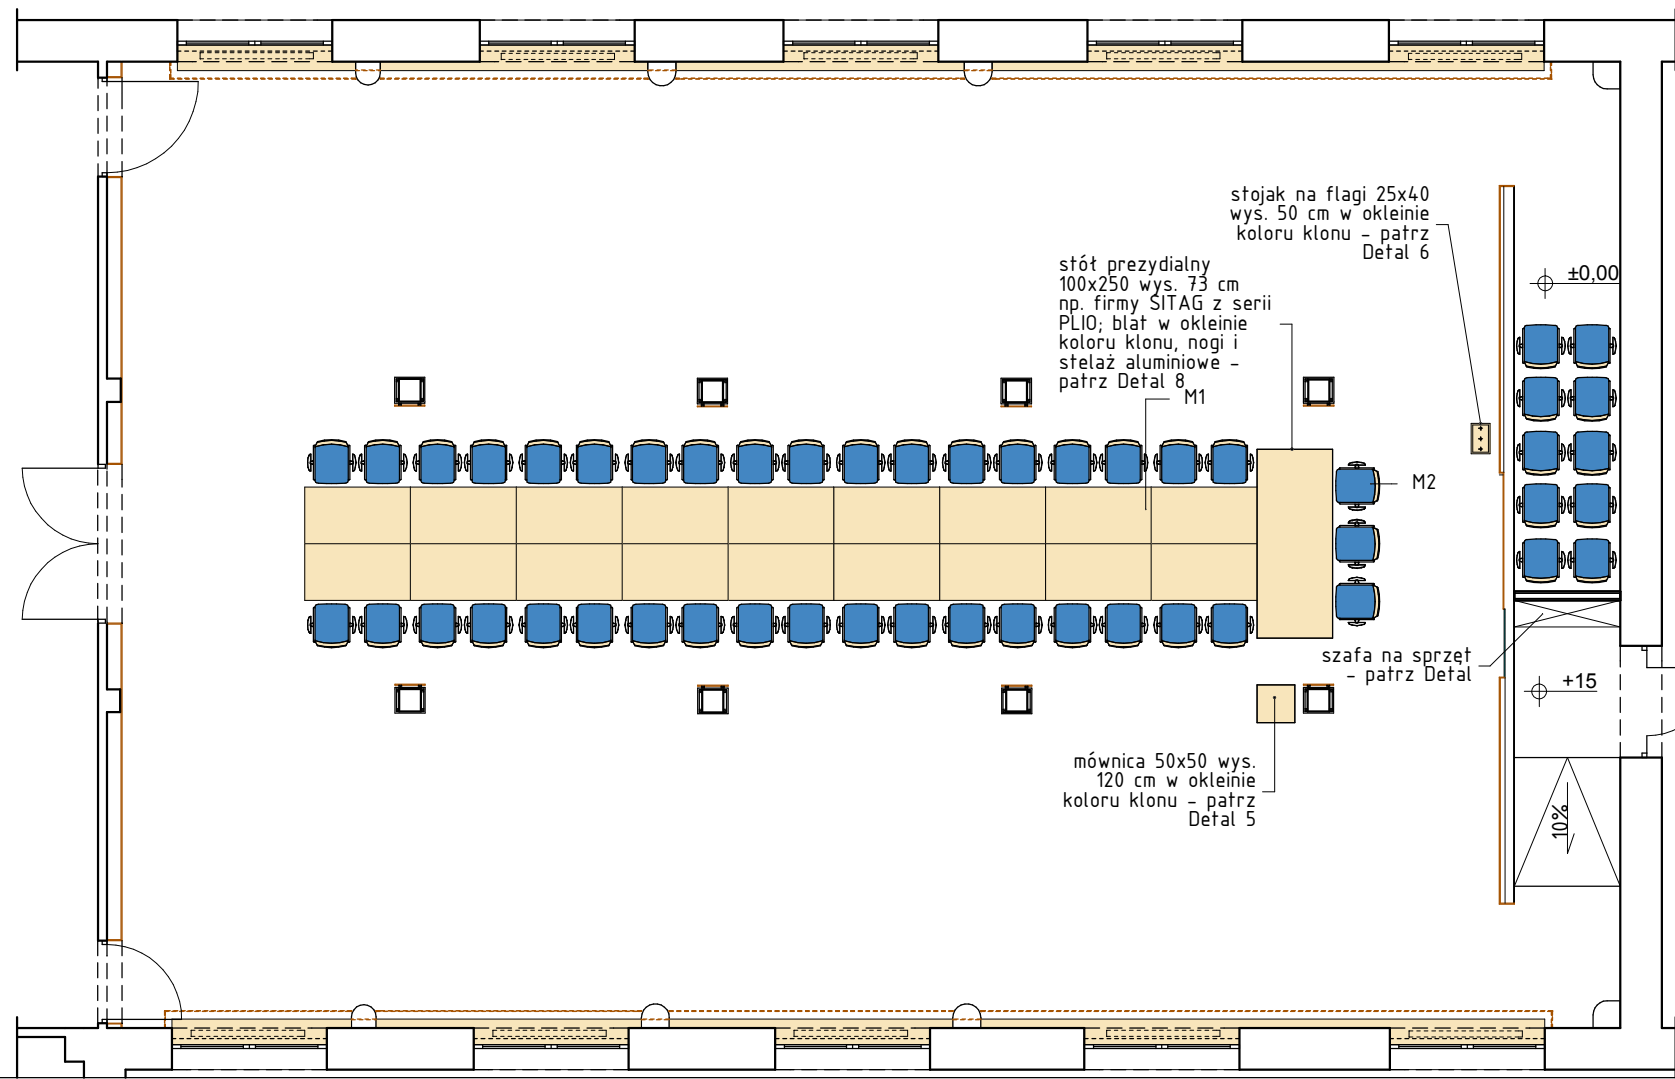 stojak na flagi 25x40
wys. 50 cm w okleinie
koloru klonu - patrz
Detal 6
stół prezydialny
100x250 wys. 73 cm
np. firmy SITAG z serii
PLIO; blat w okleinie
koloru klonu, nogi i
stelaż aluminiowe -
patrz Detal 8
M1
±0,00
M2
szafa na sprzęt
- patrz Detal
+15
mównica 50x50 wys.
120 cm w okleinie
koloru klonu - patrz
Detal 5
10%